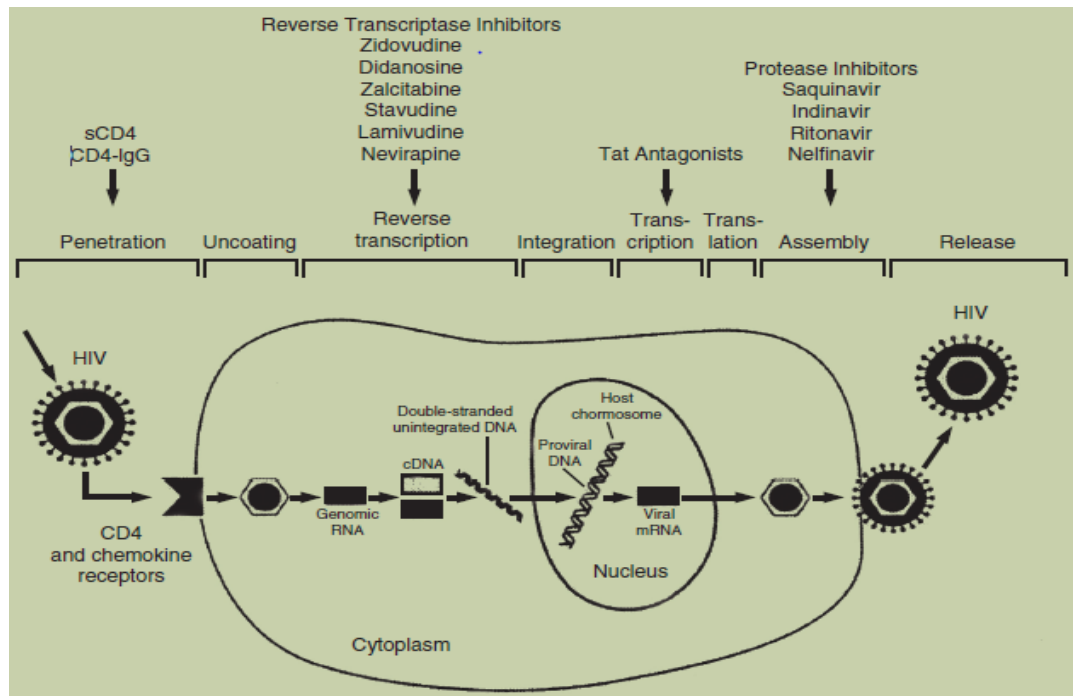 Reverse Transcriptase Inhibitors
Zidovudine
Didanosine
Zalcitabine
Stavudine
Lamivudine
Nevirapine
Protease Inhibitors
Saquinavir
Indinavir
Ritonavir
Nelfinavir
sCD4
CD4-IgG
Tat Antagonists
Penetration
Uncoating
Reverse
transcription
Integration
Trans-
cription
Trans-
lation
Assembly
Release
HIV
HIV
Double-stranded
unintegrated DNA
Host
chormosome
Proviral
DNA
cDNA
Genomic
RNA
Viral
mRNA
CD4
and chemokine
receptors
Nucleus
Cytoplasm